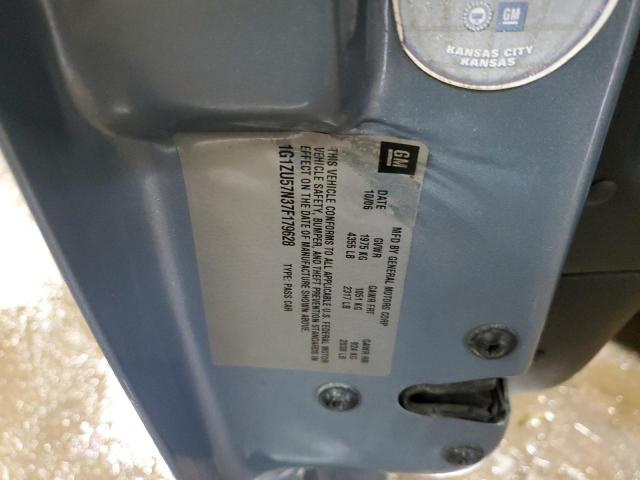 GM
KANSAS CITY
KANSAS
GM
MFD BY GENERAL MOTORS CORP
DATE GVWR GAWR FRT GAWR RR
10/06 1975 KG 1051 KG 924 KG
4355 LB 2317 LB 2038 LB
THIS VEHICLE CONFORMS TO ALL APPLICABLE U.S. FEDERAL MOTOR
VEHICLE SAFETY, BUMPER, AND THEFT PREVENTION STANDARDS IN
EFFECT ON THE DATE OF MANUFACTURE SHOWN ABOVE.
1G1ZU57N37F179628 TYPE: PASS CAR